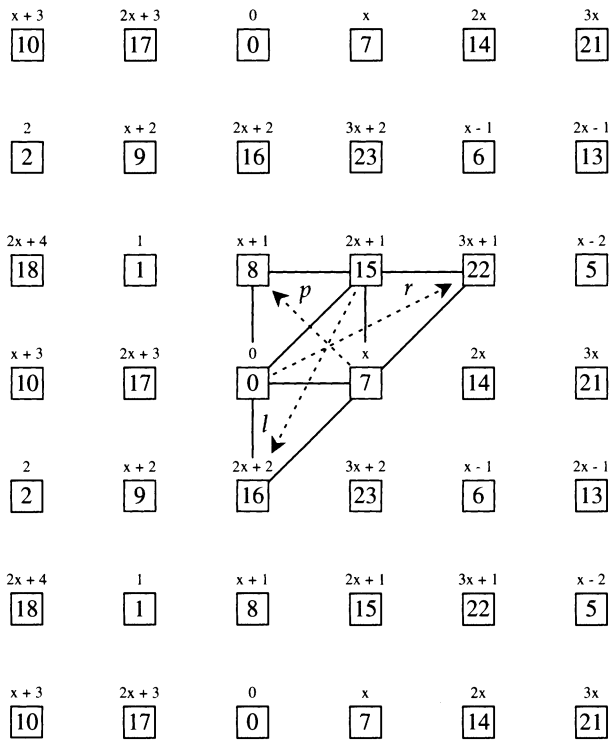 x + 3 2x + 3 0 x 2x 3x
10 17 0 7 14 21
2 x + 2 2x + 2 3x + 2 x - 1 2x - 1
2 9 16 23 6 13
2x + 4 1 x + 1 2x + 1 3x + 1 x - 2
18 1 8 15 22 5
p r
x + 3 2x + 3 0 x 2x 3x
10 17 0 7 14 21
l
2 x + 2 2x + 2 3x + 2 x - 1 2x - 1
2 9 16 23 6 13
2x + 4 1 x + 1 2x + 1 3x + 1 x - 2
18 1 8 15 22 5
x + 3 2x + 3 0 x 2x 3x
10 17 0 7 14 21